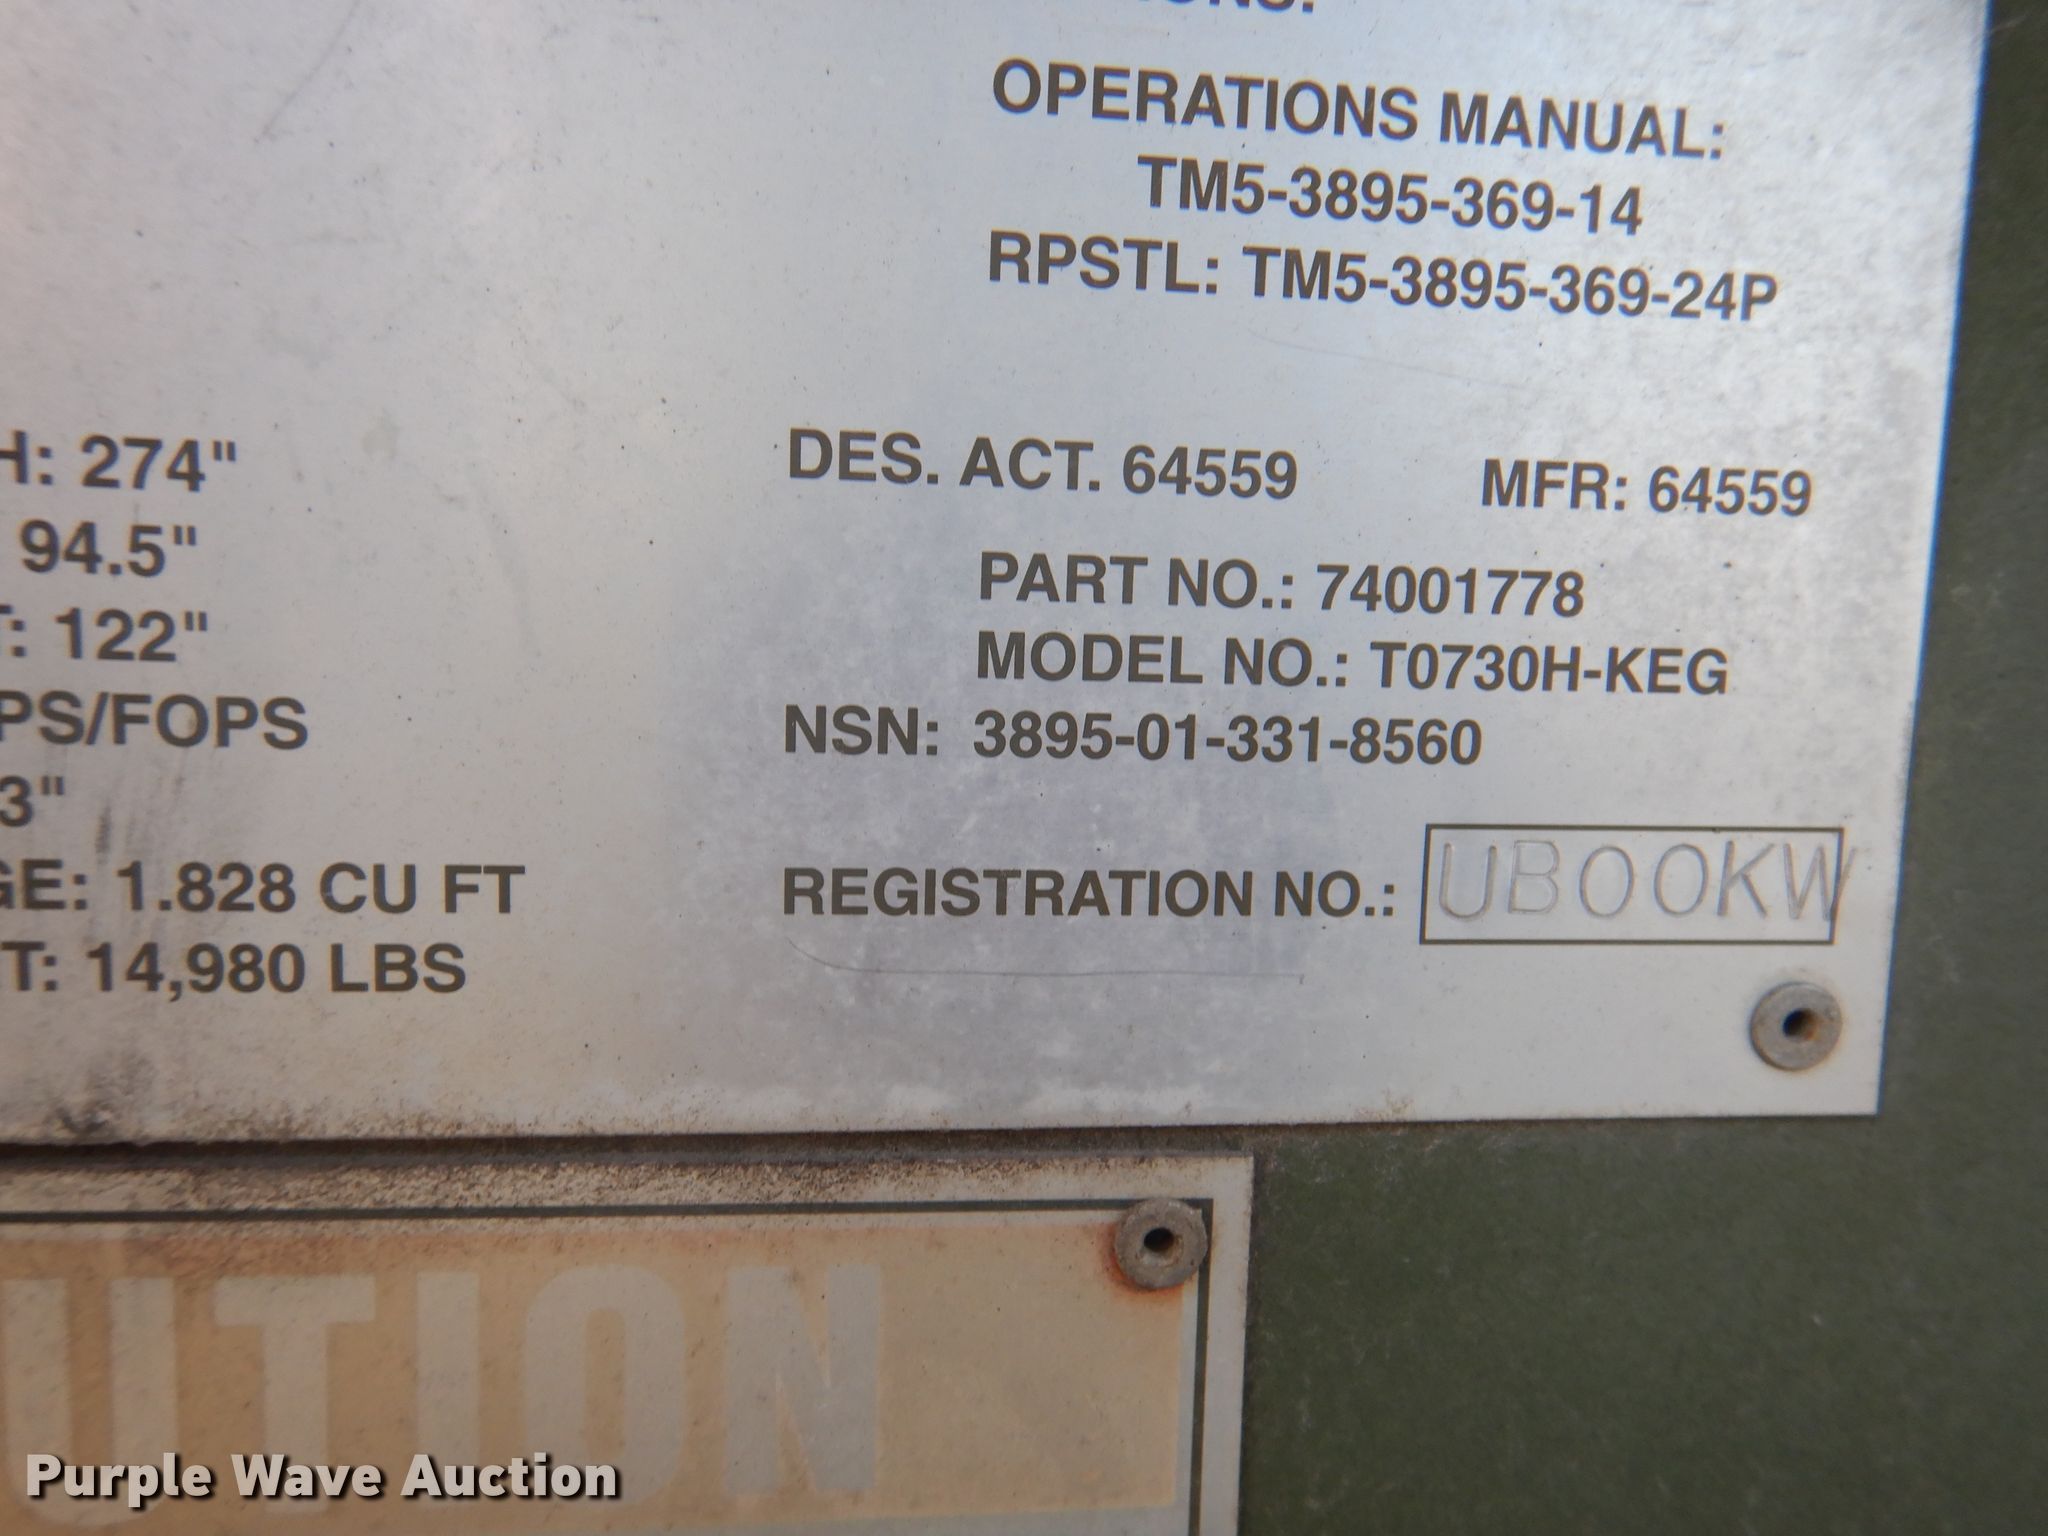 OPERATIONS MANUAL:
TM5-3895-369-14
RPSTL: TM5-3895-369-24P
H: 274"
94.5"
T: 122"
PS/FOPS
3"
GE: 1.828 CU FT
T: 14,980 LBS
DES. ACT. 64559 MFR: 64559
PART NO.: 74001778
MODEL NO.: T0730H-KEG
NSN: 3895-01-331-8560
REGISTRATION NO.: UB00KW
UTION
Purple Wave Auction